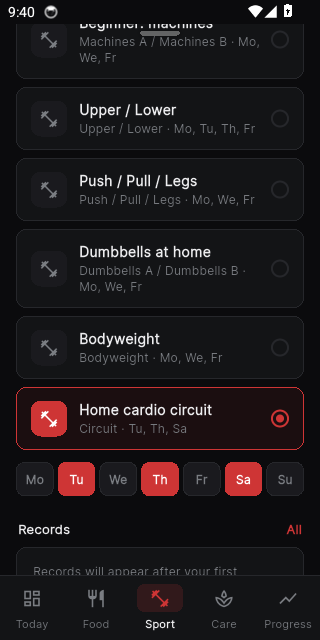 9:40
Beginner: machines
Machines A / Machines B · Mo,
We, Fr
Upper / Lower
Upper / Lower · Mo, Tu, Th, Fr
Push / Pull / Legs
Push / Pull / Legs · Mo, We, Fr
Dumbbells at home
Dumbbells A / Dumbbells B ·
Mo, We, Fr
Bodyweight
Bodyweight · Mo, We, Fr
Home cardio circuit
Circuit · Tu, Th, Sa
Mo Tu We Th Fr Sa Su
Records All
Records will appear after your first
Today Food Sport Care Progress